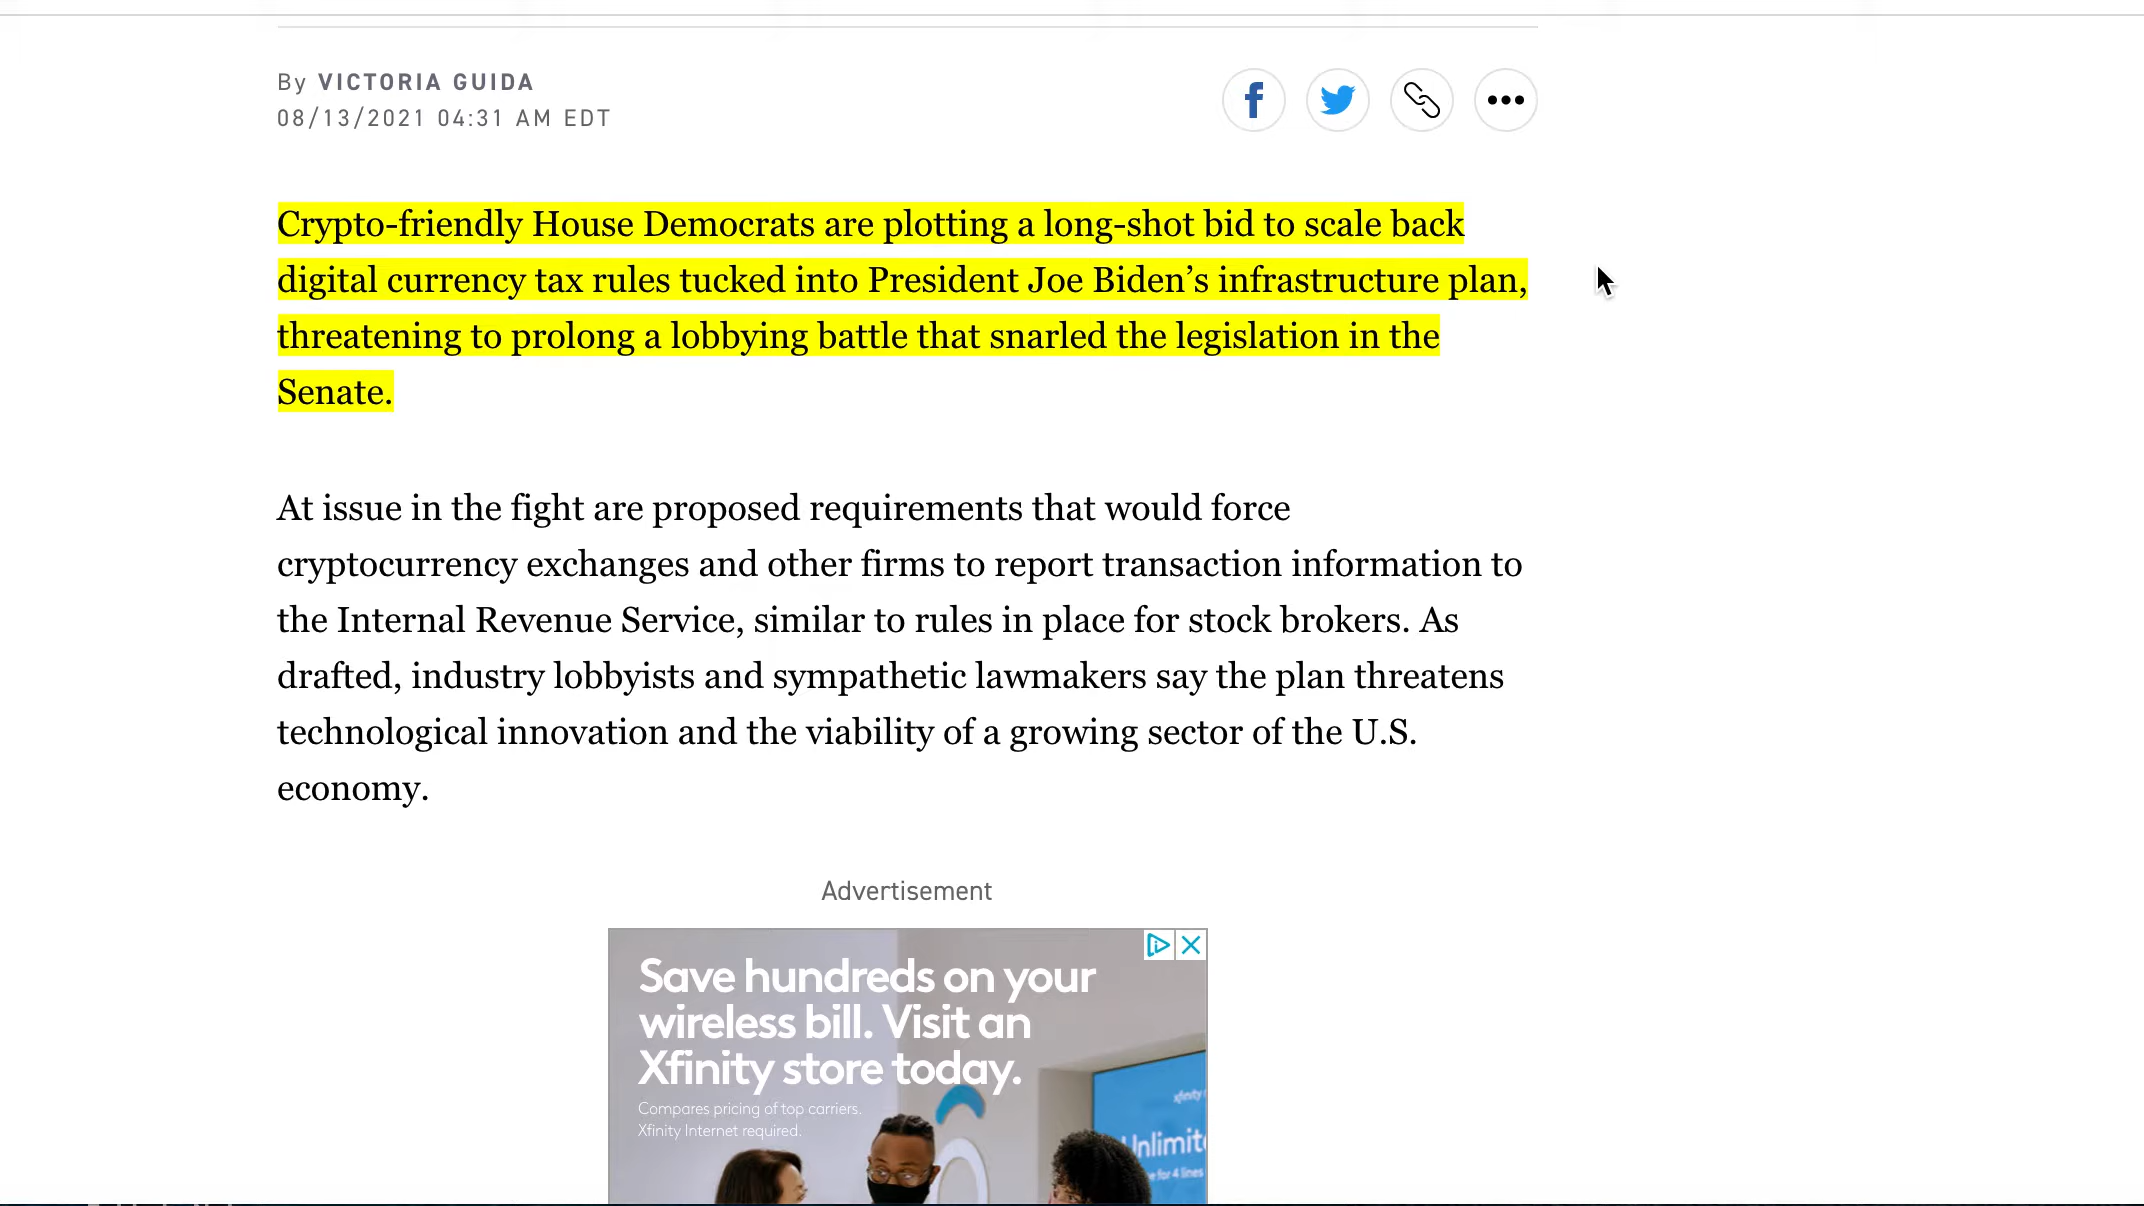 By VICTORIA GUIDA
08/13/2021 04:31 AM EDT
Crypto-friendly House Democrats are plotting a long-shot bid to scale back
digital currency tax rules tucked into President Joe Biden’s infrastructure plan,
threatening to prolong a lobbying battle that snarled the legislation in the
Senate.
At issue in the fight are proposed requirements that would force
cryptocurrency exchanges and other firms to report transaction information to
the Internal Revenue Service, similar to rules in place for stock brokers. As
drafted, industry lobbyists and sympathetic lawmakers say the plan threatens
technological innovation and the viability of a growing sector of the U.S.
economy.
Advertisement
Save hundreds on your
wireless bill. Visit an
Xfinity store today.
Compares pricing of top carriers.
Xfinity Internet required.
xfinity
Unlimit
for 4 lines